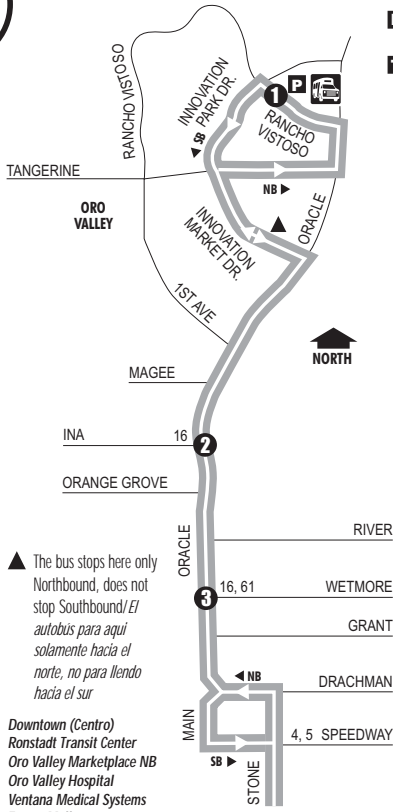 RANCHO VISTOSO
INNOVATION
PARK DR.
SB
1
P
RANCHO
VISTOSO
TANGERINE
NB
ORO
VALLEY
INNOVATION
MARKET DR.
ORACLE
1ST AVE
NORTH
MAGEE
INA
16
2
ORANGE GROVE
ORACLE
RIVER
3
16, 61
WETMORE
GRANT
NB
DRACHMAN
MAIN
4, 5 SPEEDWAY
SB
STONE
The bus stops here only
Northbound, does not
stop Southbound/El
autobús para aqui
solamente hacia el
norte, no para llendo
hacia el sur
Downtown (Centro)
Ronstadt Transit Center
Oro Valley Marketplace NB
Oro Valley Hospital
Ventana Medical Systems